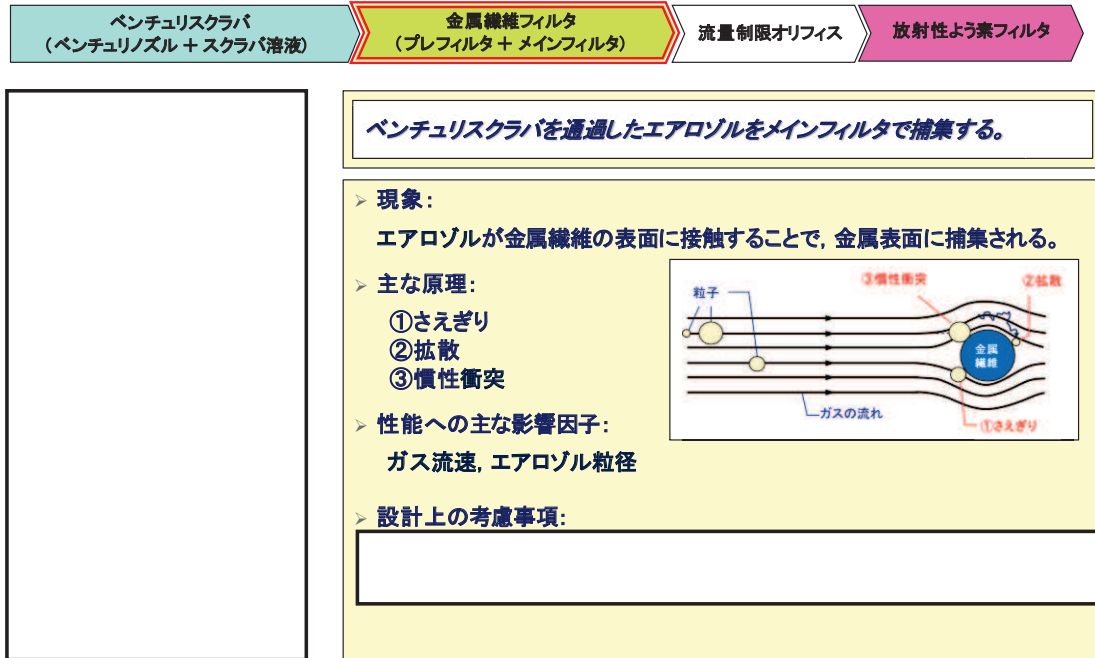 ベンチュリスクラバ
(ベンチュリノズル + スクラバ溶液)
金属繊維フィルタ
(プレフィルタ + メインフィルタ)
流量制限オリフィス
放射性よう素フィルタ
ベンチュリスクラバを通過したエアロゾルをメインフィルタで捕集する。
➢ 現象:
エアロゾルが金属繊維の表面に接触することで, 金属表面に捕集される。
➢ 主な原理:
①さえぎり
②拡散
③慣性衝突
粒子
③慣性衝突
②拡散
金属
繊維
ガスの流れ
①さえぎり
➢ 性能への主な影響因子:
ガス流速, エアロゾル粒径
➢ 設計上の考慮事項: